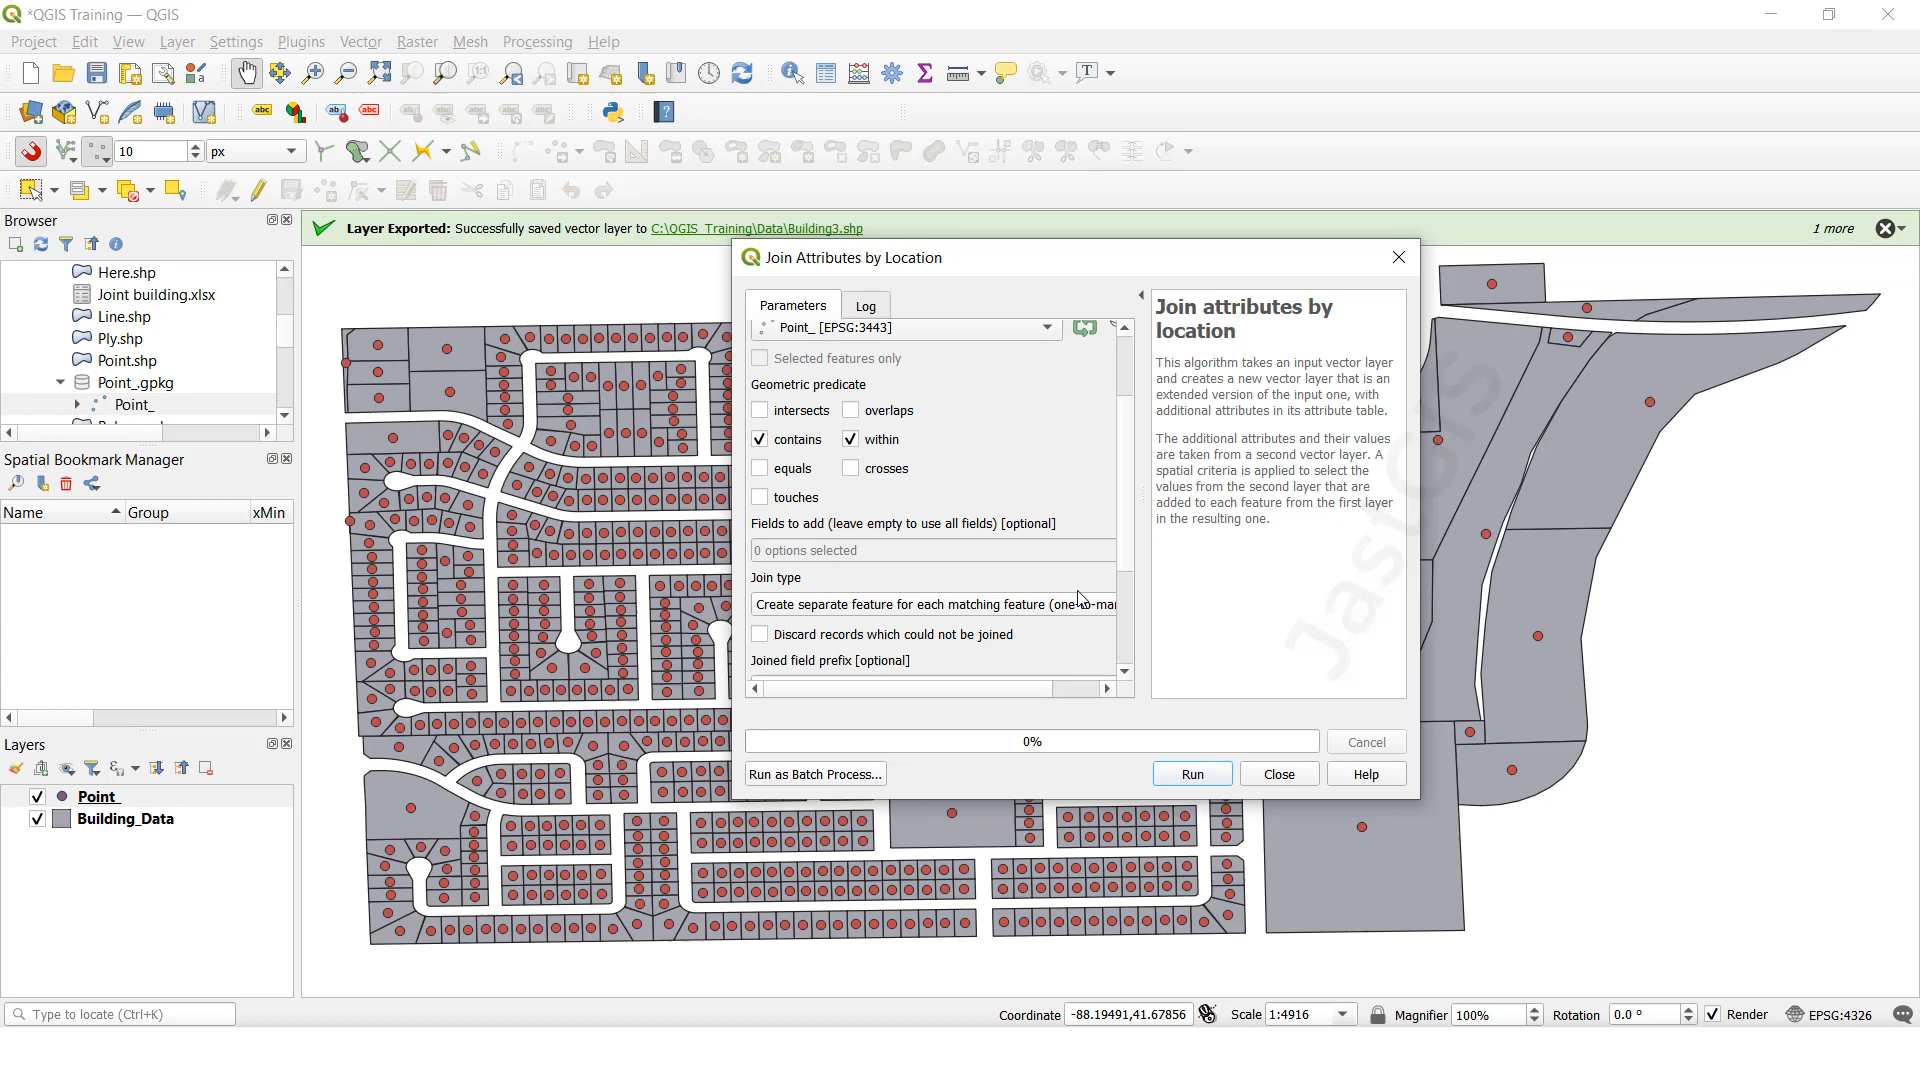 *QGIS Training — QGIS
Project Edit View Layer Settings Plugins Vector Raster Mesh Processing Help
10 px
Browser
Here.shp
Joint building.xlsx
Line.shp
Ply.shp
Point.shp
Point_.gpkg
Point_
Spatial Bookmark Manager
Name Group xMin
Layers
Point_
Building_Data
Layer Exported: Successfully saved vector layer to C:\QGIS_Training\Data\Building3.shp
1 more
Join Attributes by Location
Parameters Log
Point_ [EPSG:3443]
Selected features only
Geometric predicate
intersects overlaps
contains within
equals crosses
touches
Fields to add (leave empty to use all fields) [optional]
0 options selected
Join type
Create separate feature for each matching feature
Discard records which could not be joined
Joined field prefix [optional]
Join attributes by
location
This algorithm takes an input vector layer
and creates a new vector layer that is an
extended version of the input one, with
additional attributes in its attribute table.
The additional attributes and their values
are taken from a second vector layer. A
spatial criteria is applied to select the
values from the second layer that are
added to each feature from the first layer
in the resulting one.
JastGIS
0%
Cancel
Run as Batch Process...
Run Close Help
Type to locate (Ctrl+K)
Coordinate -88.19491,41.67856 Scale 1:4916 Magnifier 100% Rotation 0.0 ° Render EPSG:4326